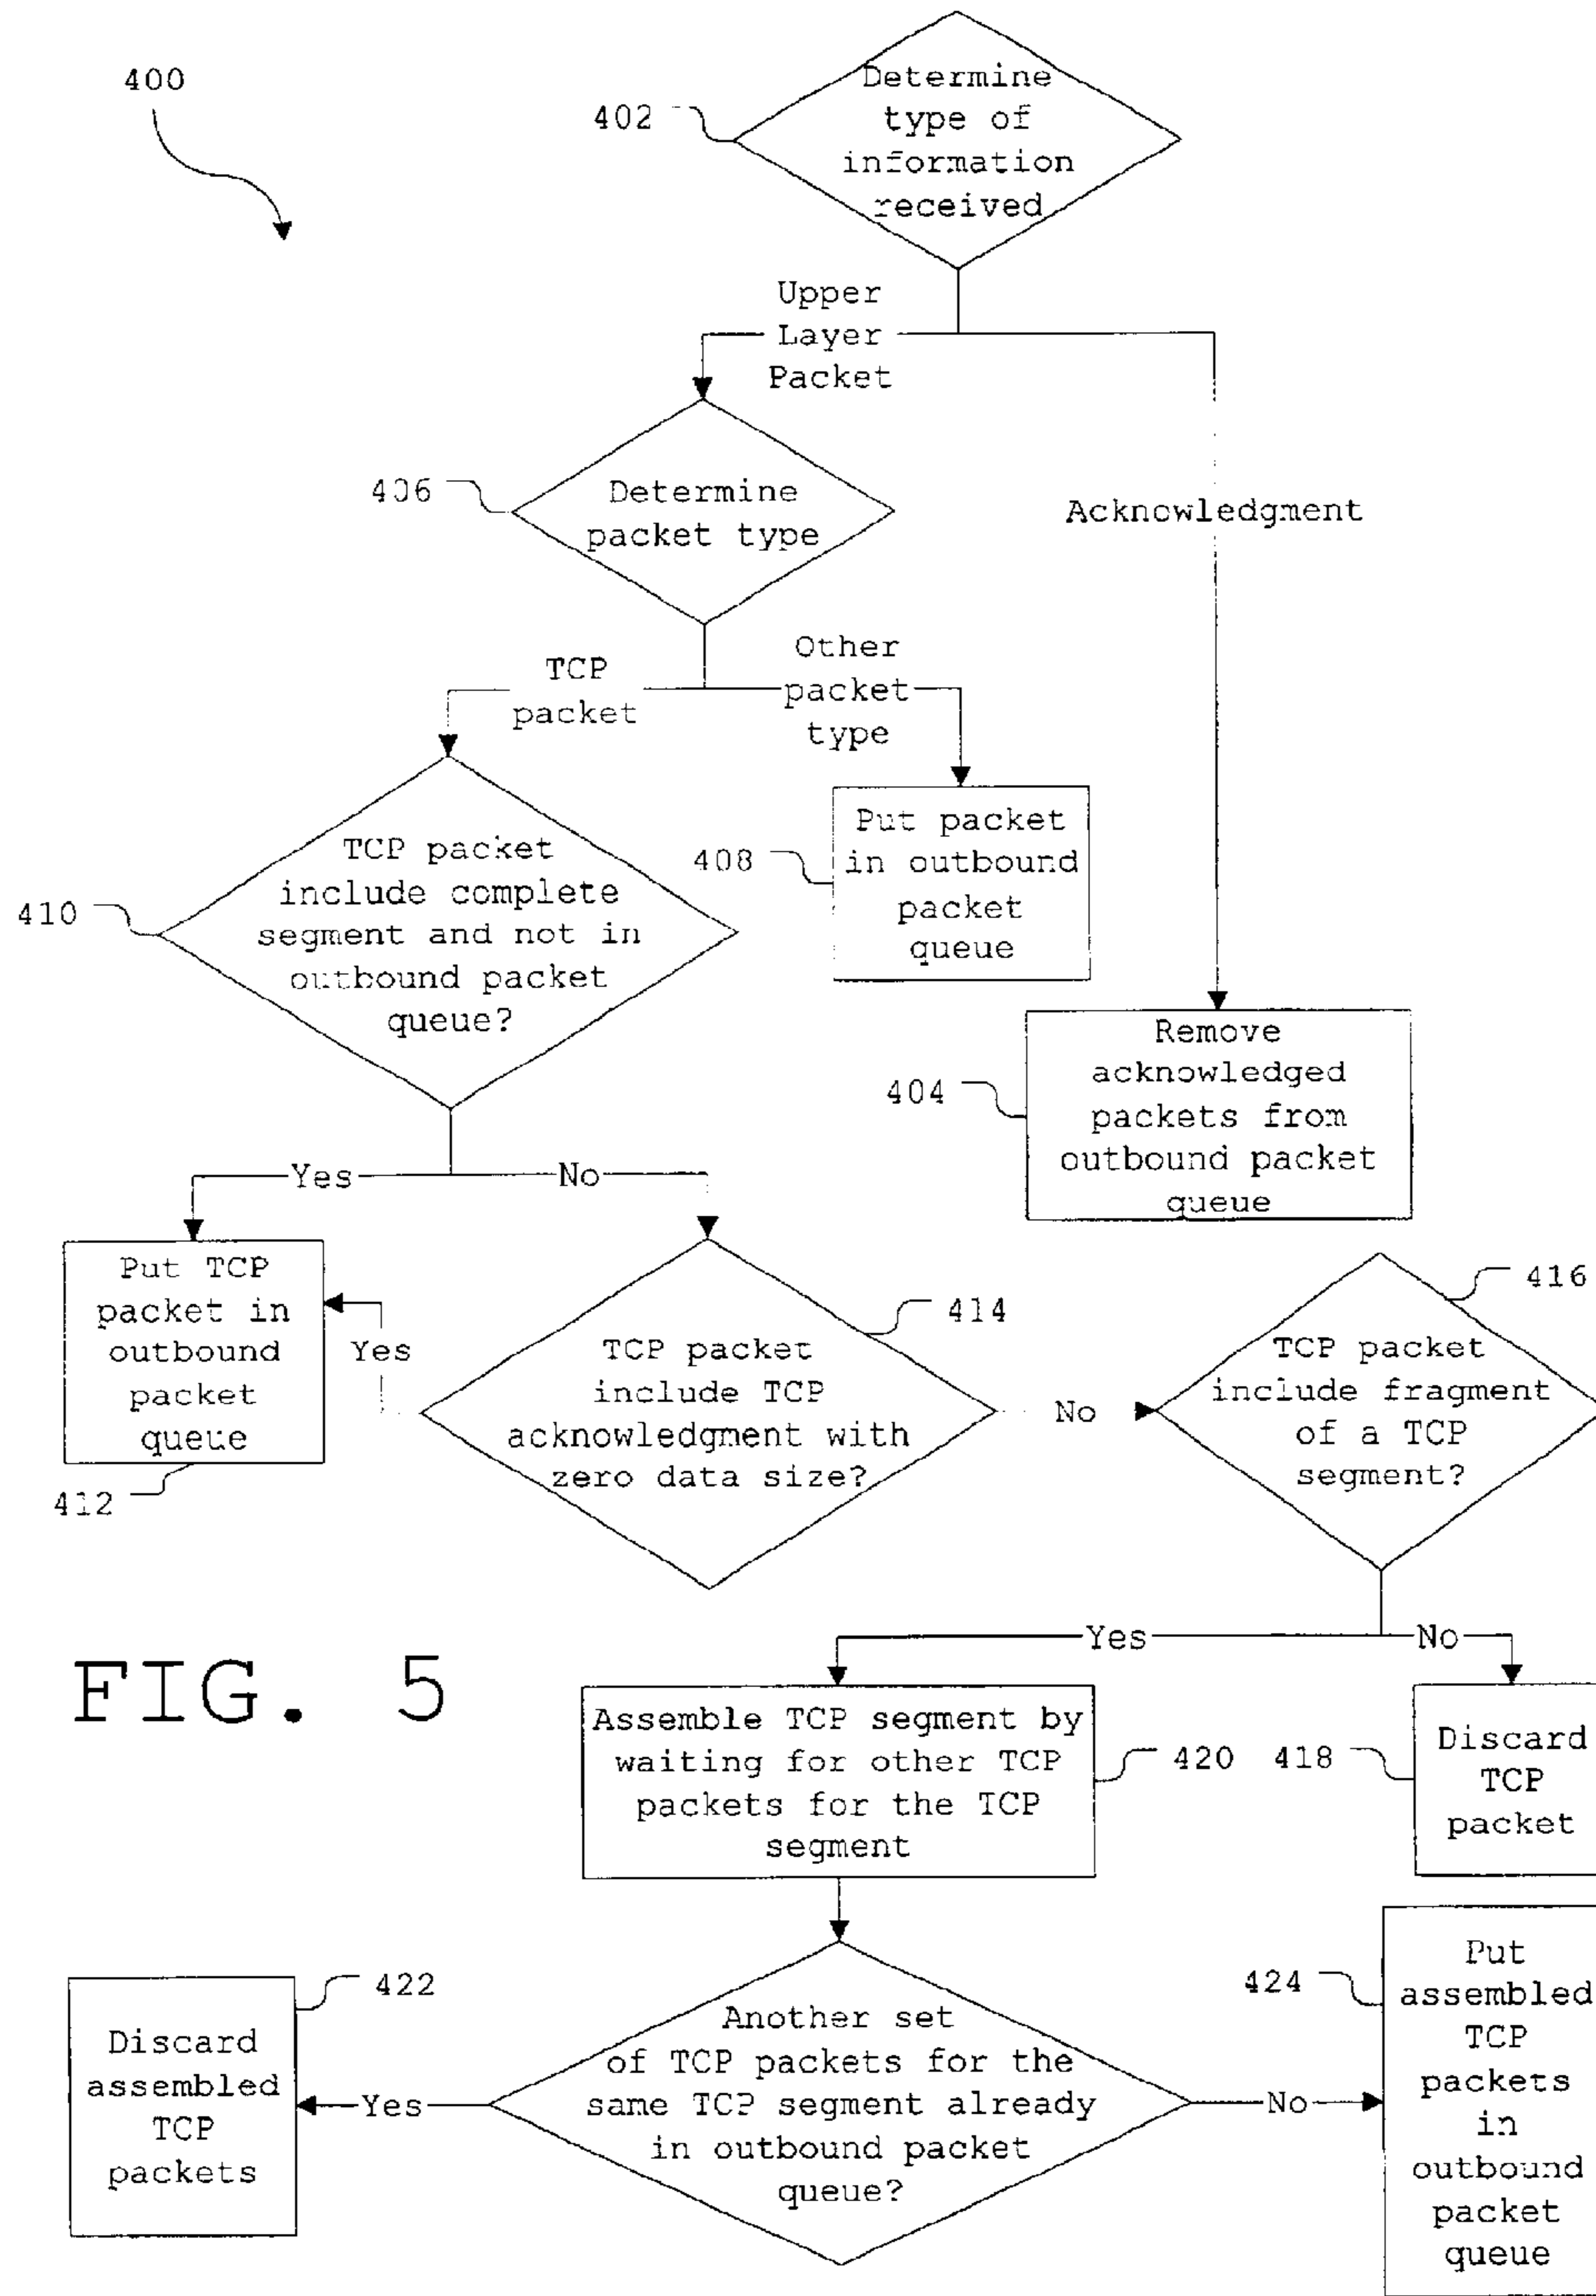 400
402
Determine
type of
information
received
Upper
Layer
Packet
406
Determine
packet type
Acknowledgment
TCP
packet
Other
packet
type
410
TCP packet
include complete
segment and not in
outbound packet
queue?
408
Put packet
in outbound
packet
queue
404
Remove
acknowledged
packets from
outbound packet
queue
Yes
No
Put TCP
packet in
outbound
packet
queue
412
Yes
414
TCP packet
include TCP
acknowledgment with
zero data size?
No
416
TCP packet
include fragment
of a TCP
segment?
Yes
No
FIG. 5
Assemble TCP segment by
waiting for other TCP
packets for the TCP
segment
420
418
Discard
TCP
packet
422
Discard
assembled
TCP
packets
Yes
Another set
of TCP packets for the
same TCP segment already
in outbound packet
queue?
No
424
Put
assembled
TCP
packets
in
outbound
packet
queue